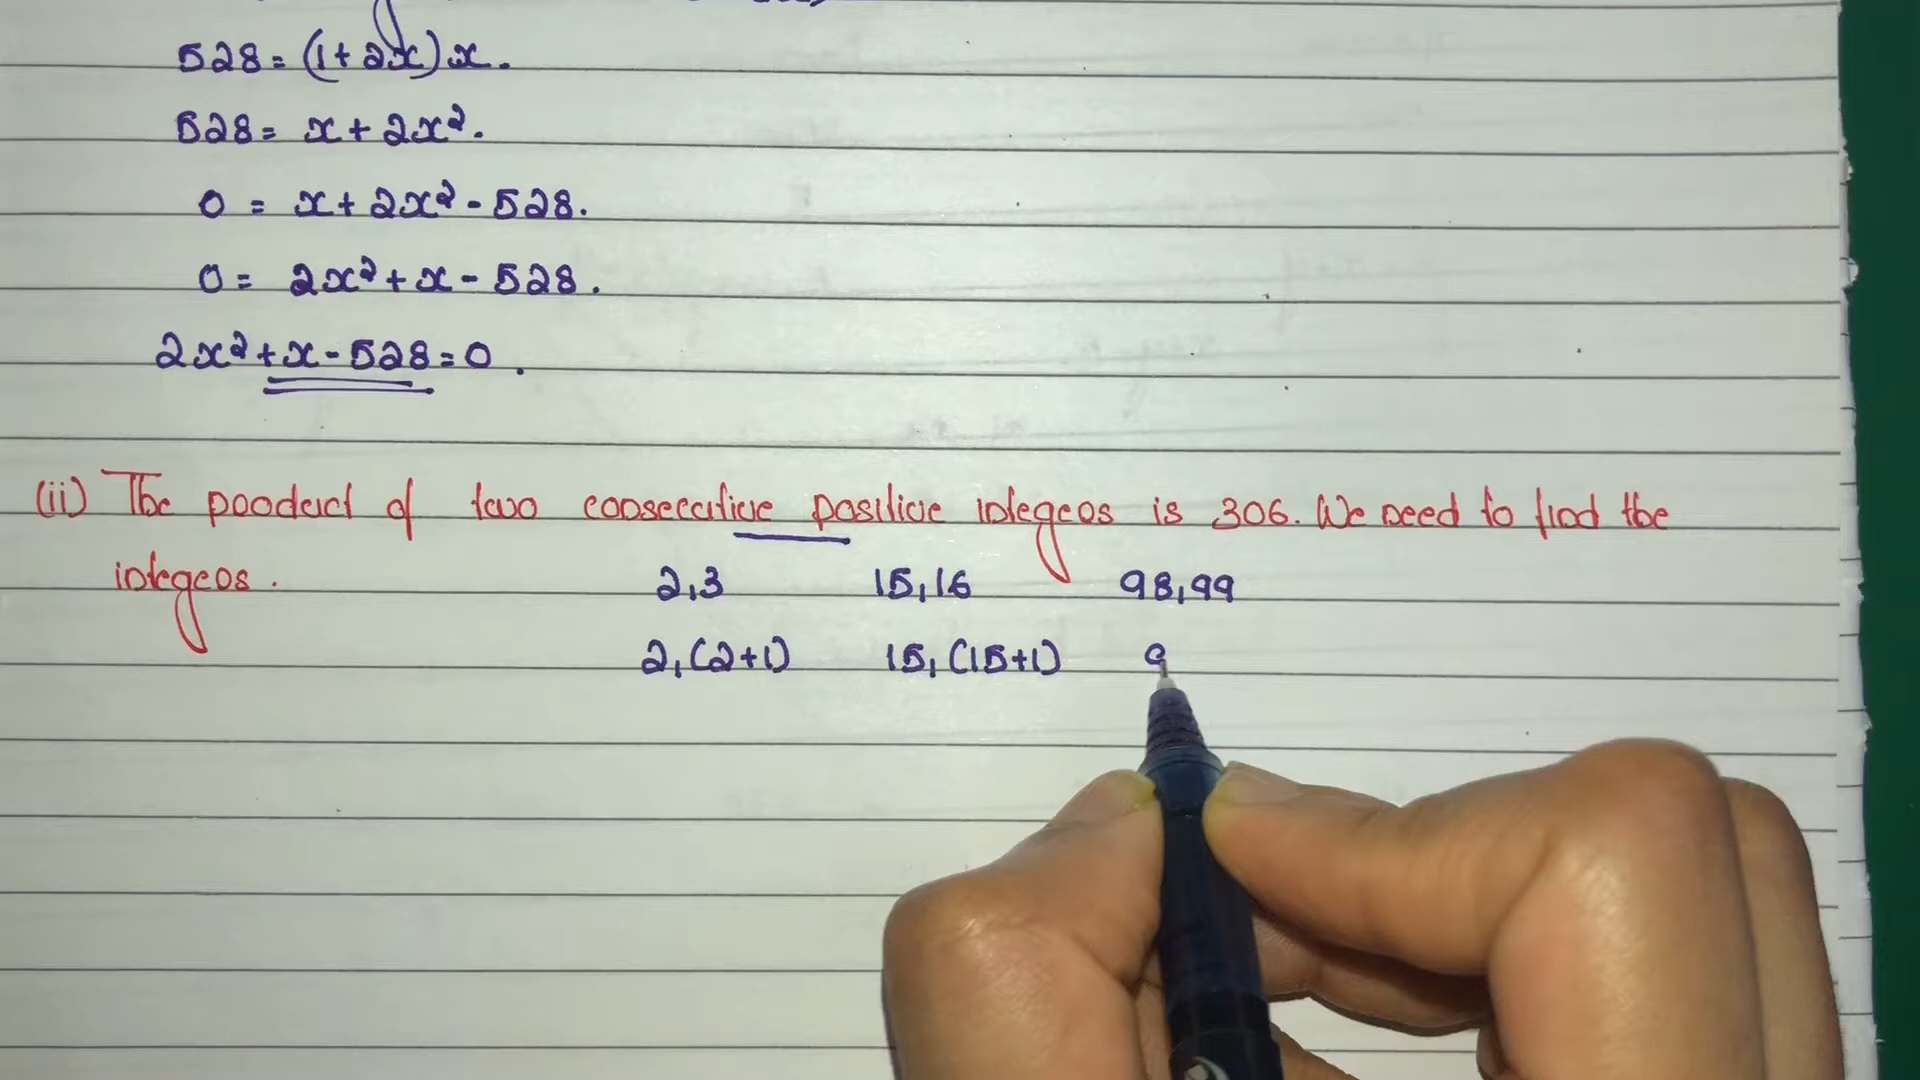 528 = (1 + 2x)x.
528 = x + 2x².
0 = x + 2x² - 528.
0 = 2x² + x - 528.
2x² + x - 528 = 0.
(ii) The product of two consecutive positive integers is 306. We need to find the
integers.
2,3 15,16 98,99
2,(2+1) 15,(15+1) 9